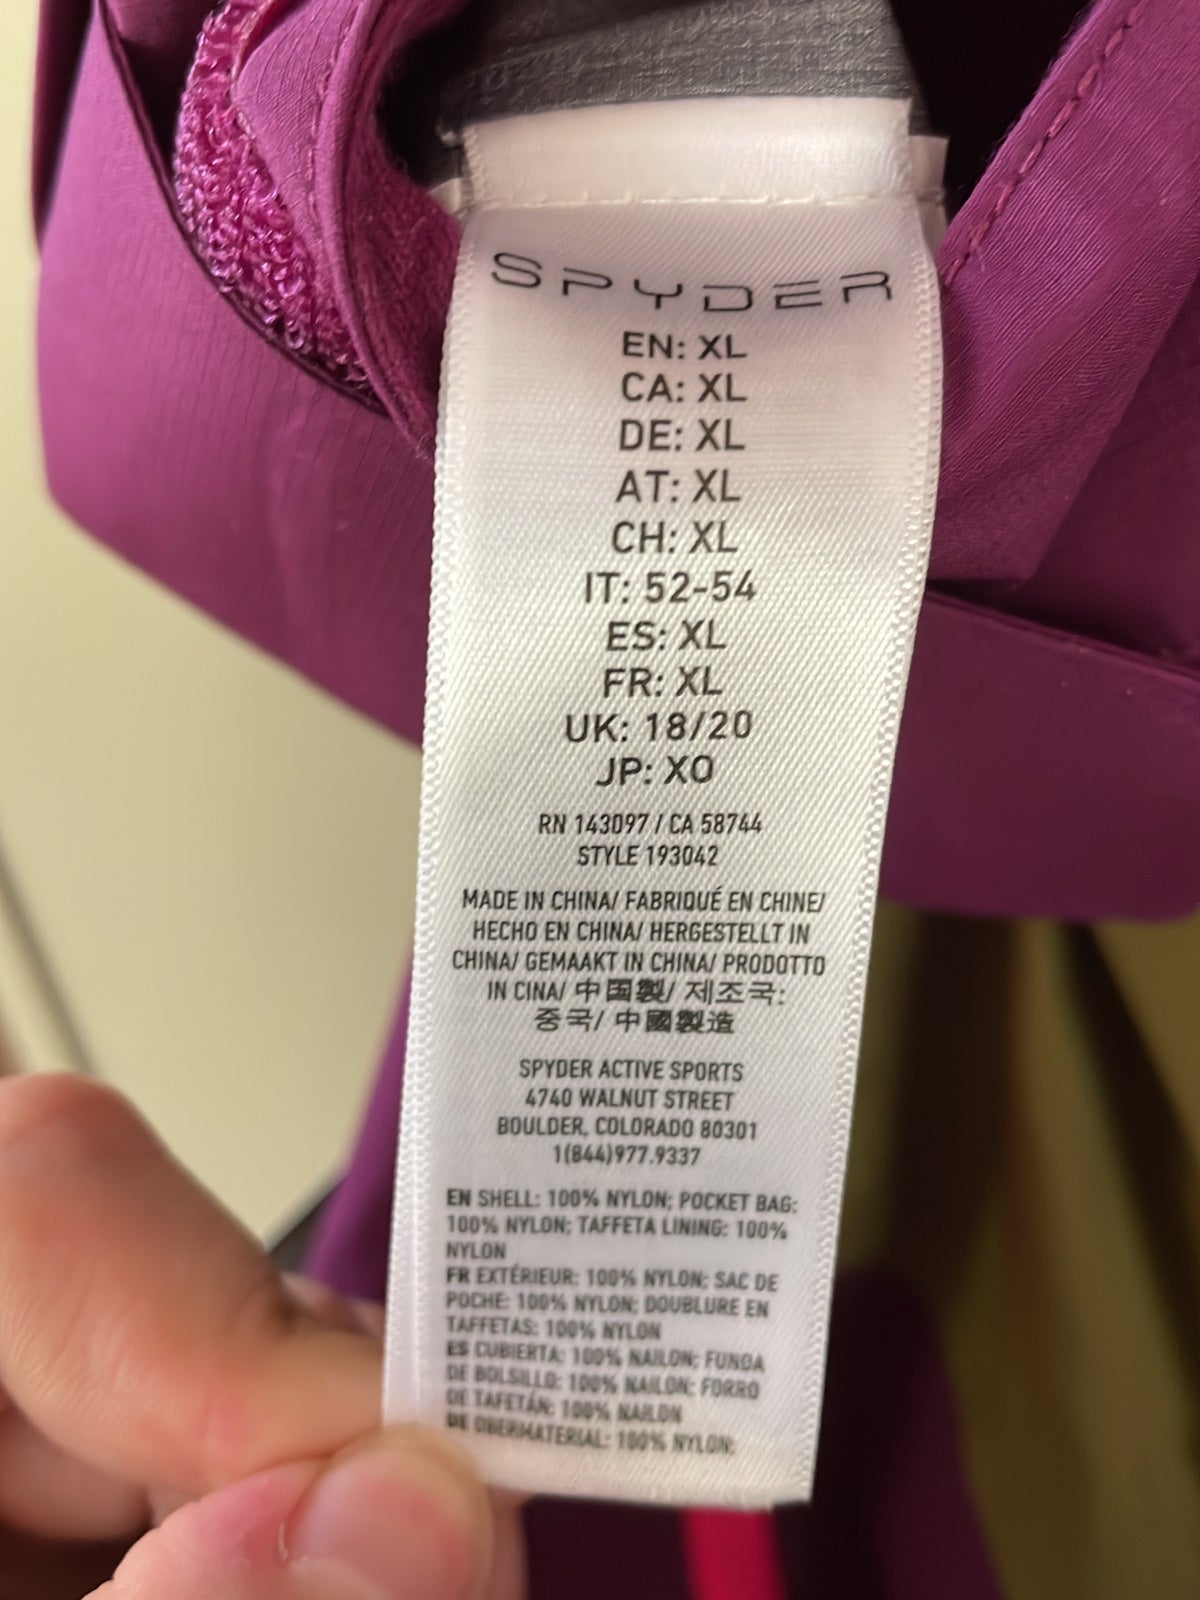 SPYDER
EN: XL
CA: XL
DE: XL
AT: XL
CH: XL
IT: 52-54
ES: XL
FR: XL
UK: 18/20
JP: XO
RN 143097 / CA 58744
STYLE 193042
MADE IN CHINA/ FABRIQUÉ EN CHINE/
HECHO EN CHINA/ HERGESTELLT IN
CHINA/ GEMAAKT IN CHINA/ PRODOTTO
IN CINA/ 中国製/ 제조국:
중국/ 中國製造
SPYDER ACTIVE SPORTS
4740 WALNUT STREET
BOULDER, COLORADO 80301
1(844)977.9337
EN SHELL: 100% NYLON; POCKET BAG:
100% NYLON; TAFFETA LINING: 100%
NYLON
FR EXTÉRIEUR: 100% NYLON; SAC DE
POCHE: 100% NYLON; DOUBLURE EN
TAFFETAS: 100% NYLON
ES CUBIERTA: 100% NAILON; FUNDA
DE BOLSILLO: 100% NAILON; FORRO
DE TAFETÁN: 100% NAILON
DE OBERMATERIAL: 100% NYLON;